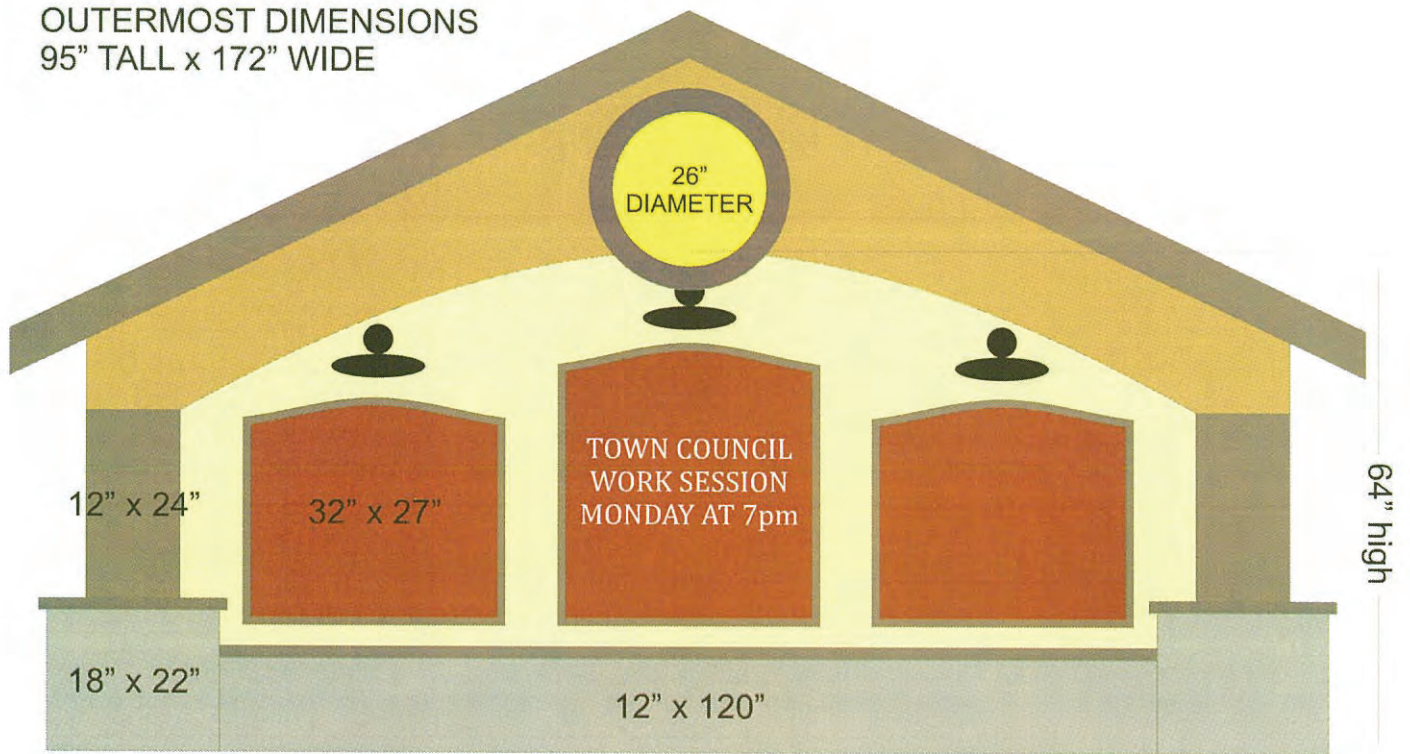 OUTERMOST DIMENSIONS
95” TALL x 172” WIDE
26”
DIAMETER
TOWN COUNCIL
WORK SESSION
MONDAY AT 7pm
12” x 24”
32” x 27”
64” high
18” x 22”
12” x 120”